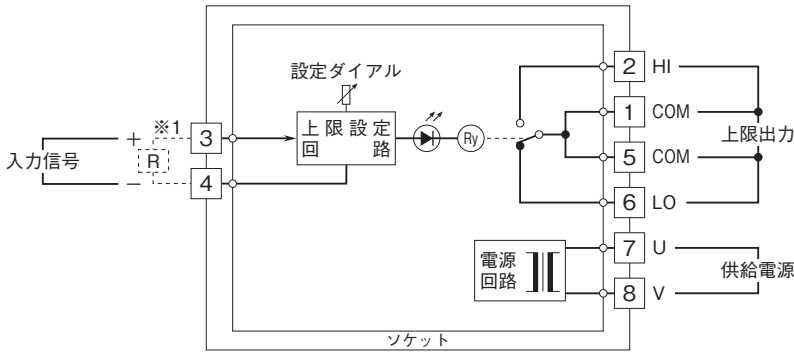 設定ダイアル
※1
入力信号
+
−
R
3
4
上限設定
回路
Ry
2 HI
1 COM
5 COM
6 LO
上限出力
電源
回路
7 U
8 V
供給電源
ソケット